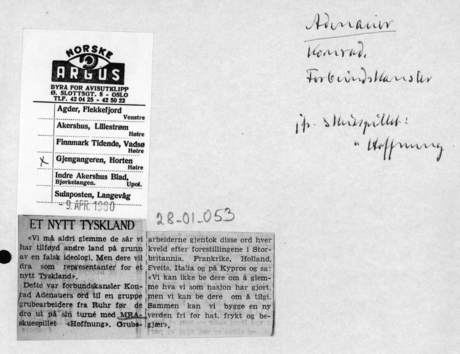 NORSKE
ARGUS
BYRÅ FOR AVISUTKLIPP
Ø. SLOTTSGT. 5 - OSLO
TLF. 42 04 25 - 42 50 22
Agder, Flekkefjord
Venstre
Akershus, Lillestrøm
Høire
Finnmark Tidende, Vadsø
Høire
x Gjengangeren, Horten
Høire
Indre Akershus Blad,
Bjørkelangen. Upol.
Sulaposten, Langevåg
- 9 APR. 1960
28-01.053
Adenauer
Konrad,
Forbundskansler
jfr. skuespillet:
" Hoffnung
ET NYTT TYSKLAND
«Vi må aldri glemme de sår vi
har tilføyd andre land på grunn
av en falsk ideologi. Men dere vil
dra som representanter for et
nytt Tyskland».
Dette var forbundskansler Kon-
rad Adenauers ord til en gruppe
grubearbeidere fra Ruhr før de
dro ut på sin turné med MRA-
skuespillet «Hoffnung». Grube-
arbeiderne gjentok disse ord hver
kveld efter forestillingene i Stor-
britannia, Frankrike, Holland,
Sveits, Italia og på Kypros og sa:
«Vi kan ikke be dere om å glem-
me hva vi som nasjon har gjort,
men vi kan be dere om å tilgi.
Sammen kan vi bygge en ny
verden fri for hat, frykt og be-
gjær».